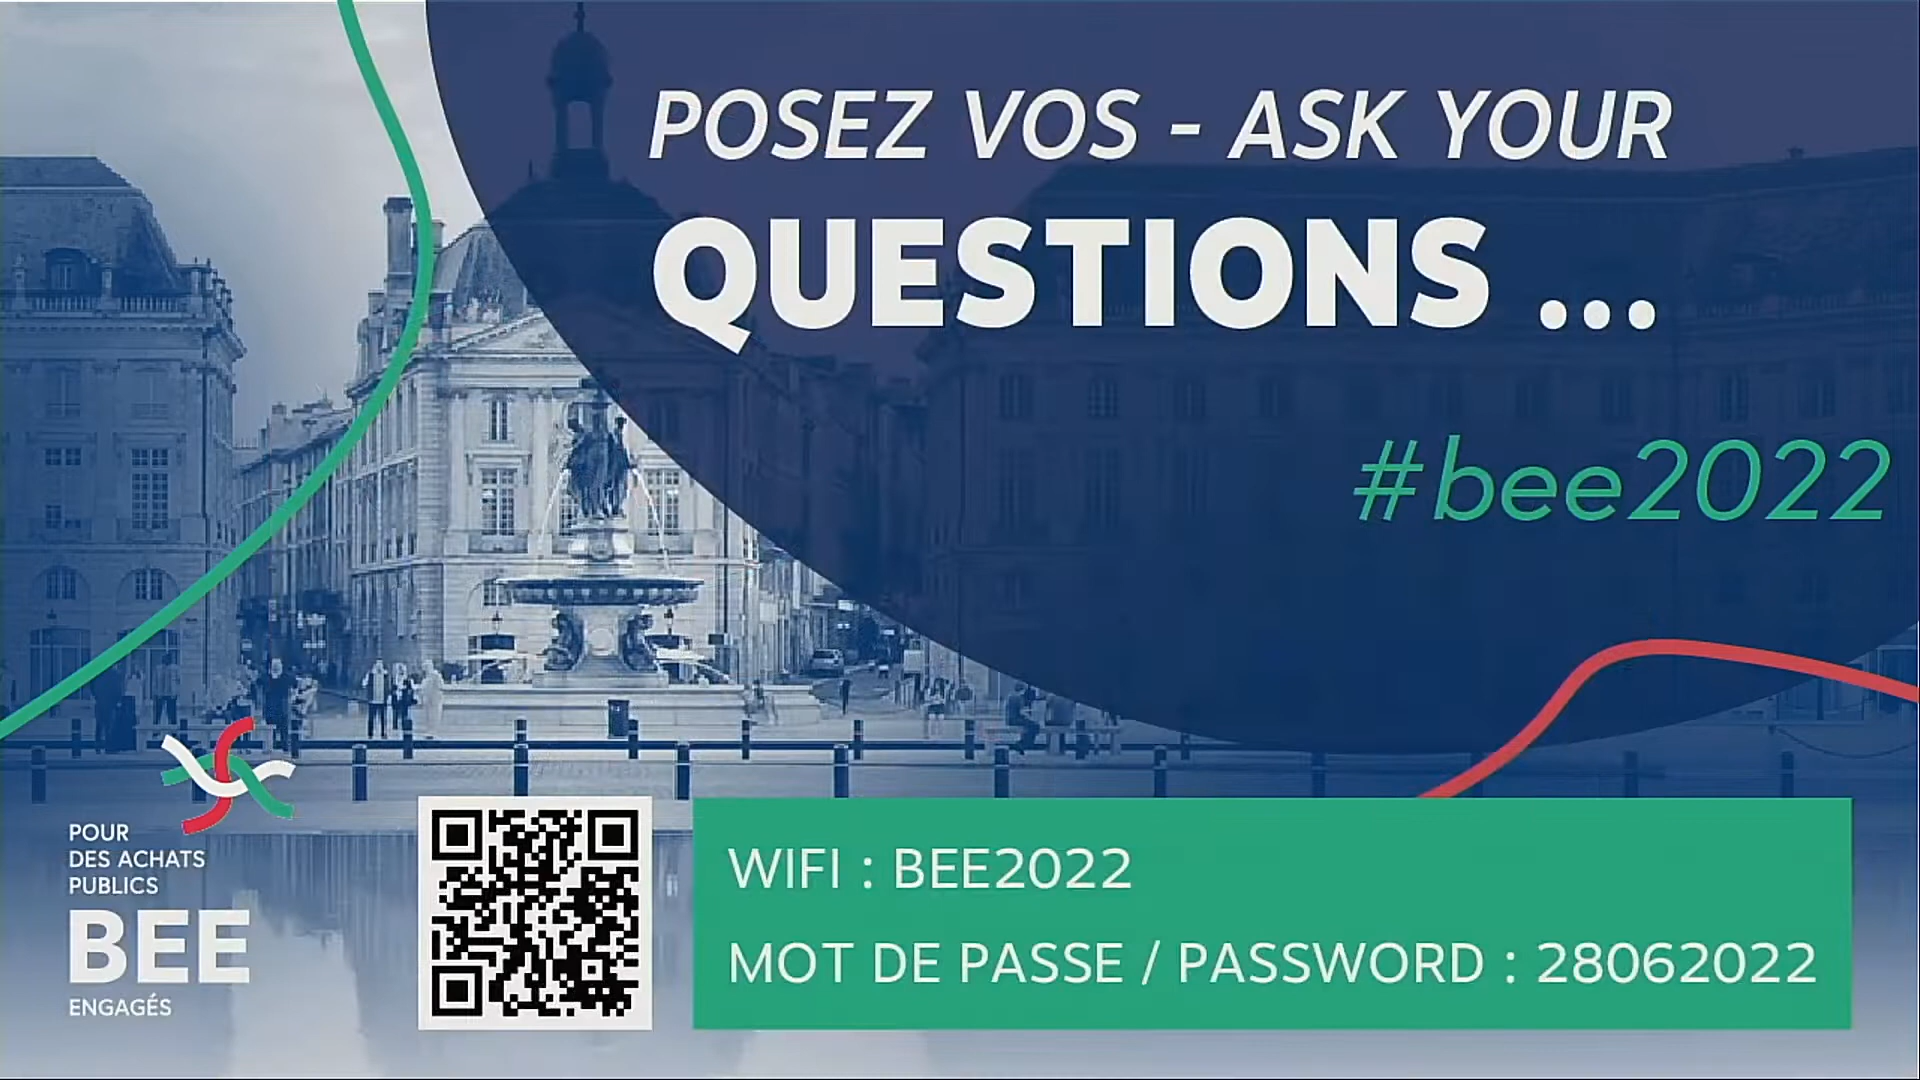 POSEZ VOS - ASK YOUR
QUESTIONS ...
#bee2022
POUR
DES ACHATS
PUBLICS
BEE
ENGAGÉS
WIFI : BEE2022
MOT DE PASSE / PASSWORD : 28062022